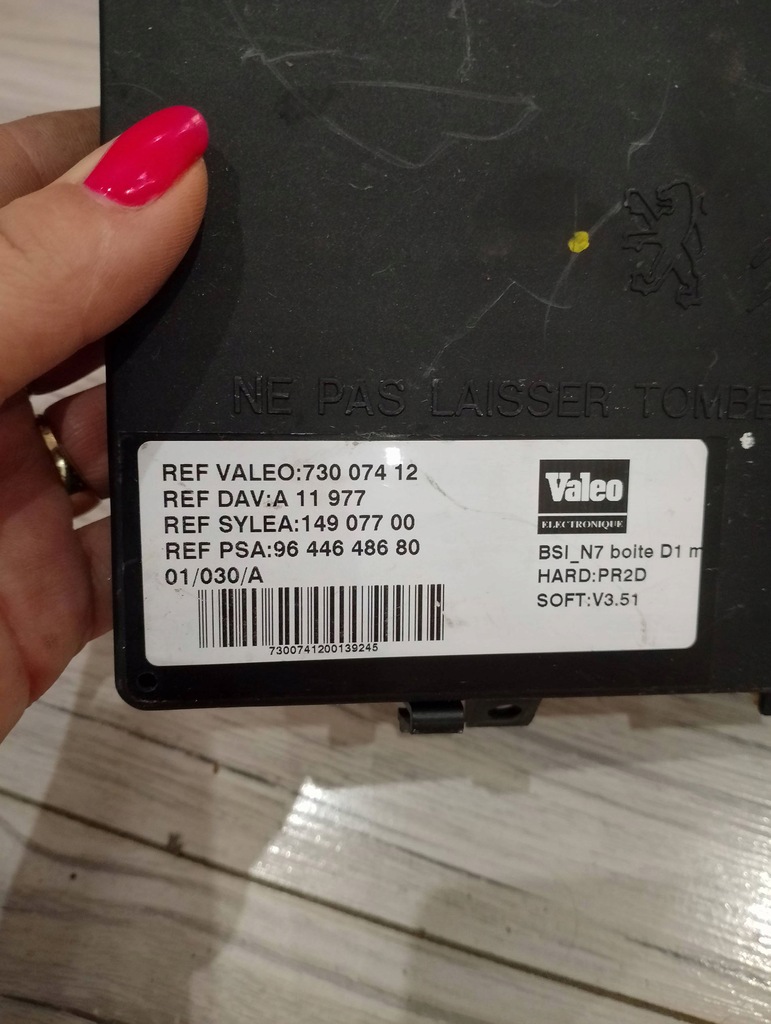 NE PAS LAISSER TOMBE
REF VALEO:730 074 12
REF DAV:A 11 977
REF SYLEA:149 077 00
REF PSA:96 446 486 80
01/030/A
7300741200139245
Valeo
ELECTRONIQUE
BSI_N7 boite D1 m
HARD:PR2D
SOFT:V3.51